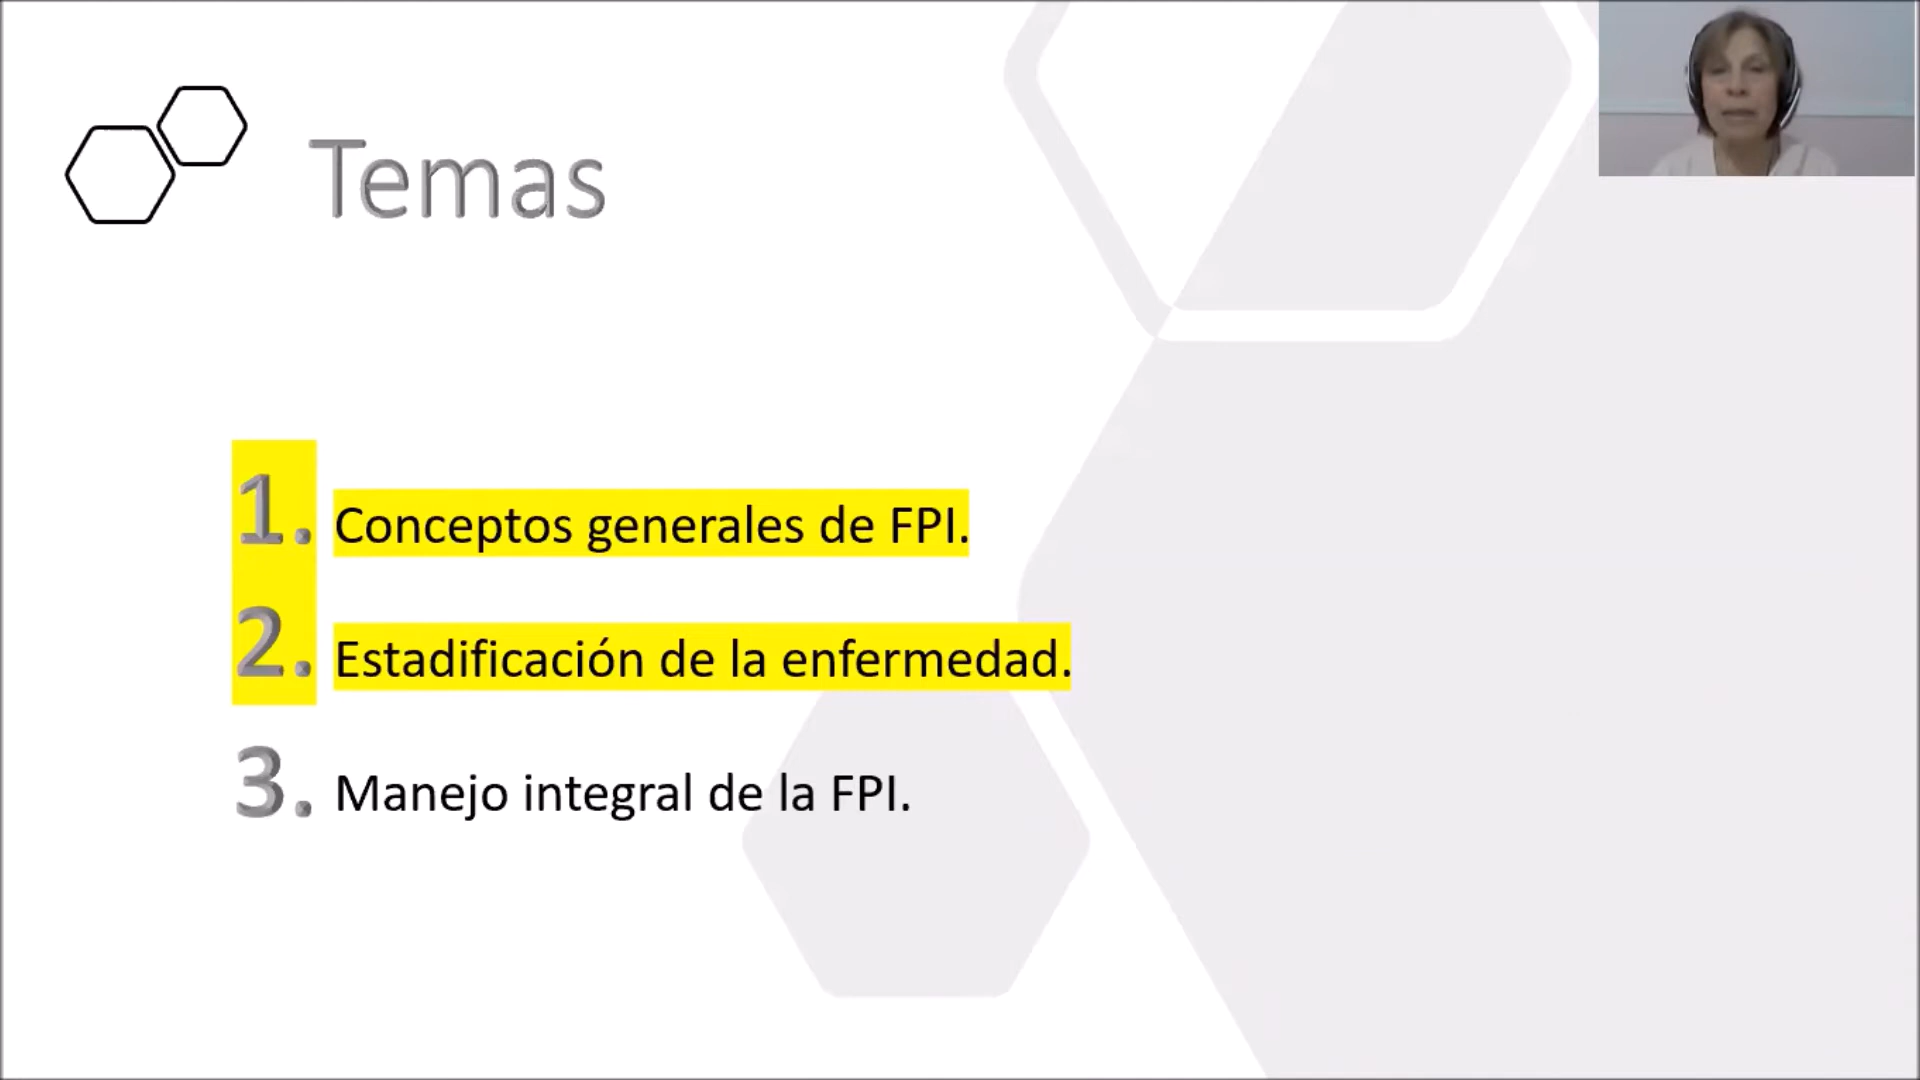 Temas
1. Conceptos generales de FPI.
2. Estadificación de la enfermedad.
3. Manejo integral de la FPI.